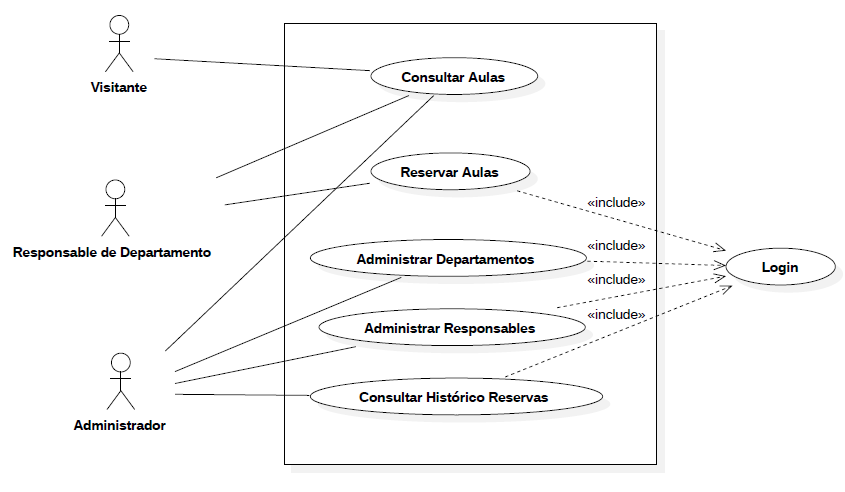 Visitante
Consultar Aulas
Reservar Aulas
«include»
Responsable de Departamento
«include»
Administrar Departamentos
Login
«include»
«include»
Administrar Responsables
Consultar Histórico Reservas
Administrador